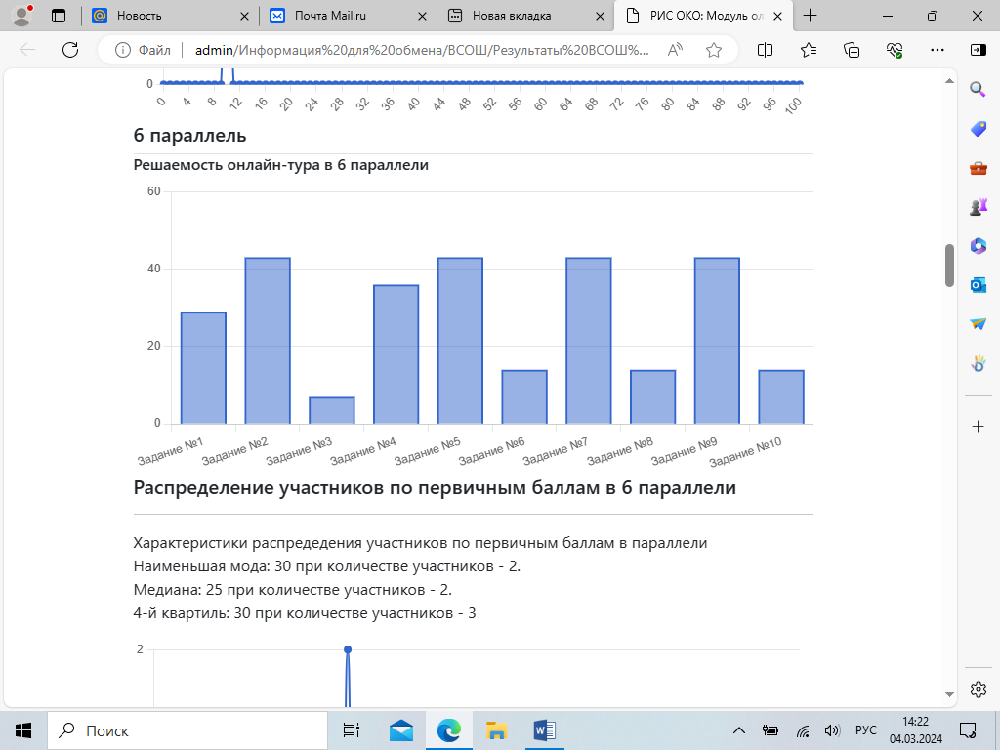 Новость
Почта Mail.ru
Новая вкладка
РИС ОКО: Модуль ол
Файл
admin/Информация%20для%20обмена/ВСОШ/Результаты%20ВСОШ%...
0
0 4 8 12 16 20 24 28 32 36 40 44 48 52 56 60 64 68 72 76 80 84 88 92 96 100
6 параллель
Решаемость онлайн-тура в 6 параллели
60
40
20
0
Задание №1 Задание №2 Задание №3 Задание №4 Задание №5 Задание №6 Задание №7 Задание №8 Задание №9 Задание №10
Распределение участников по первичным баллам в 6 параллели
Характеристики распредедения участников по первичным баллам в параллели
Наименьшая мода: 30 при количестве участников - 2.
Медиана: 25 при количестве участников - 2.
4-й квартиль: 30 при количестве участников - 3
2
Поиск
РУС
14:22
04.03.2024